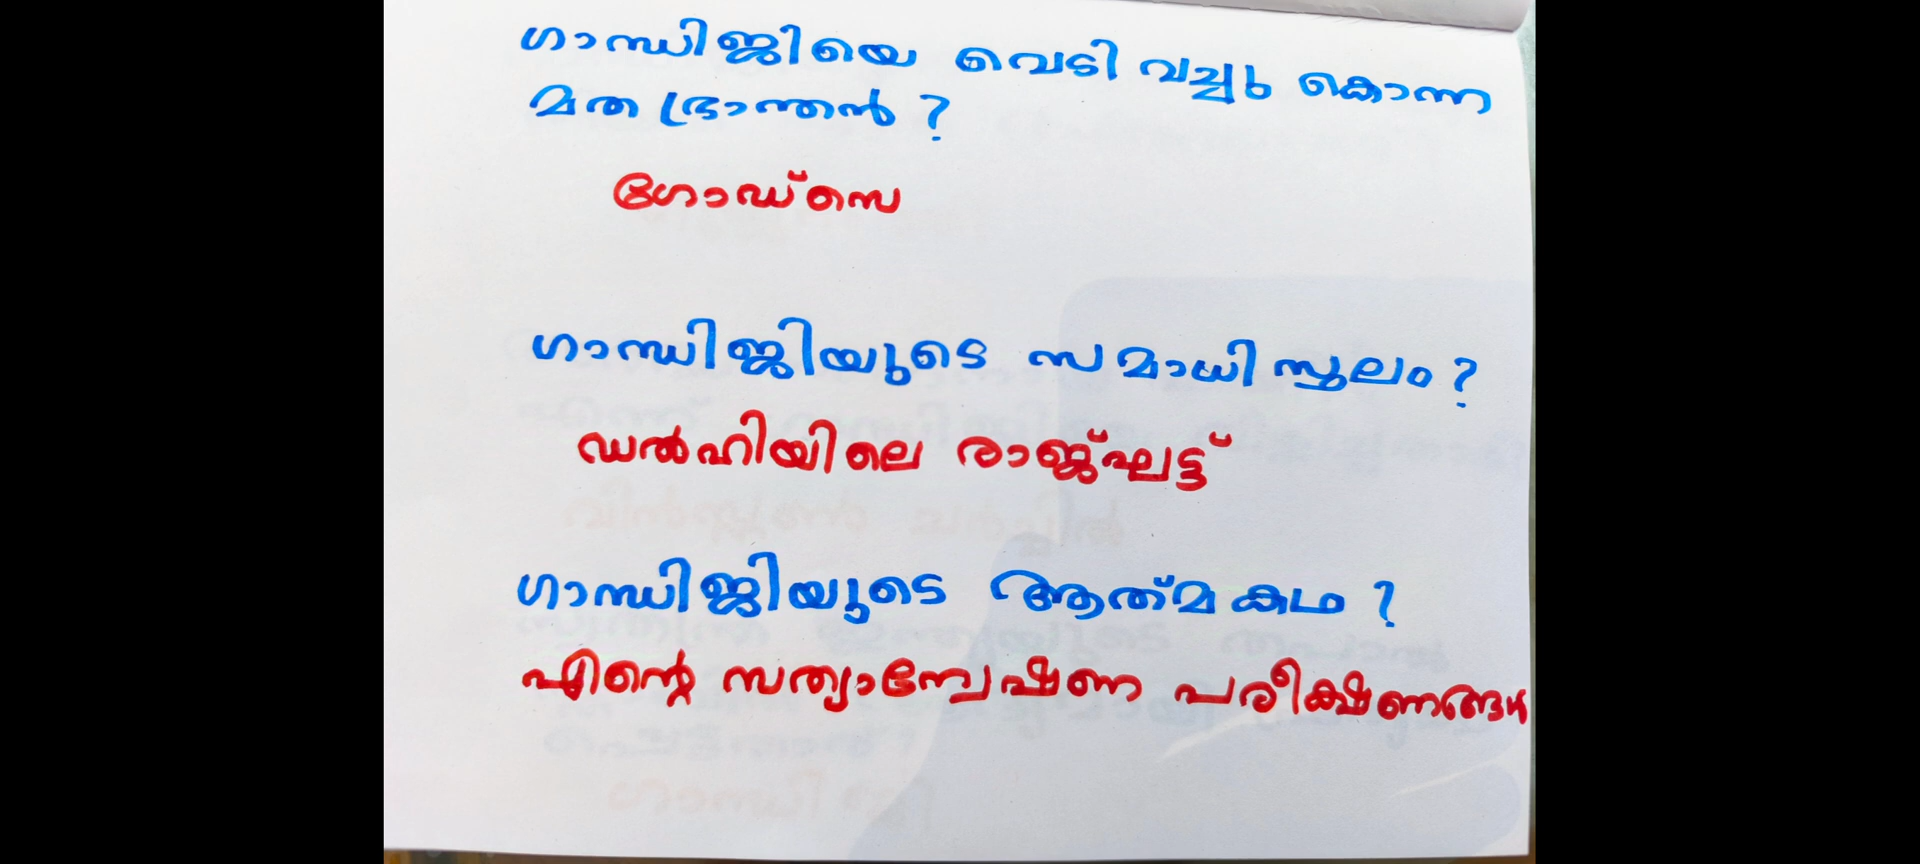 ഗാന്ധിജിയെ വെടി വച്ചു കൊന്ന
മത ഭ്രാന്തൻ ?
ഗോഡ്സെ
ഗാന്ധിജിയുടെ സമാധി സ്ഥലം ?
ഡൽഹിയിലെ രാജ്ഘട്ട്
ഗാന്ധിജിയുടെ ആത്മകഥ ?
എന്റെ സത്യാന്വേഷണ പരീക്ഷണങ്ങൾ